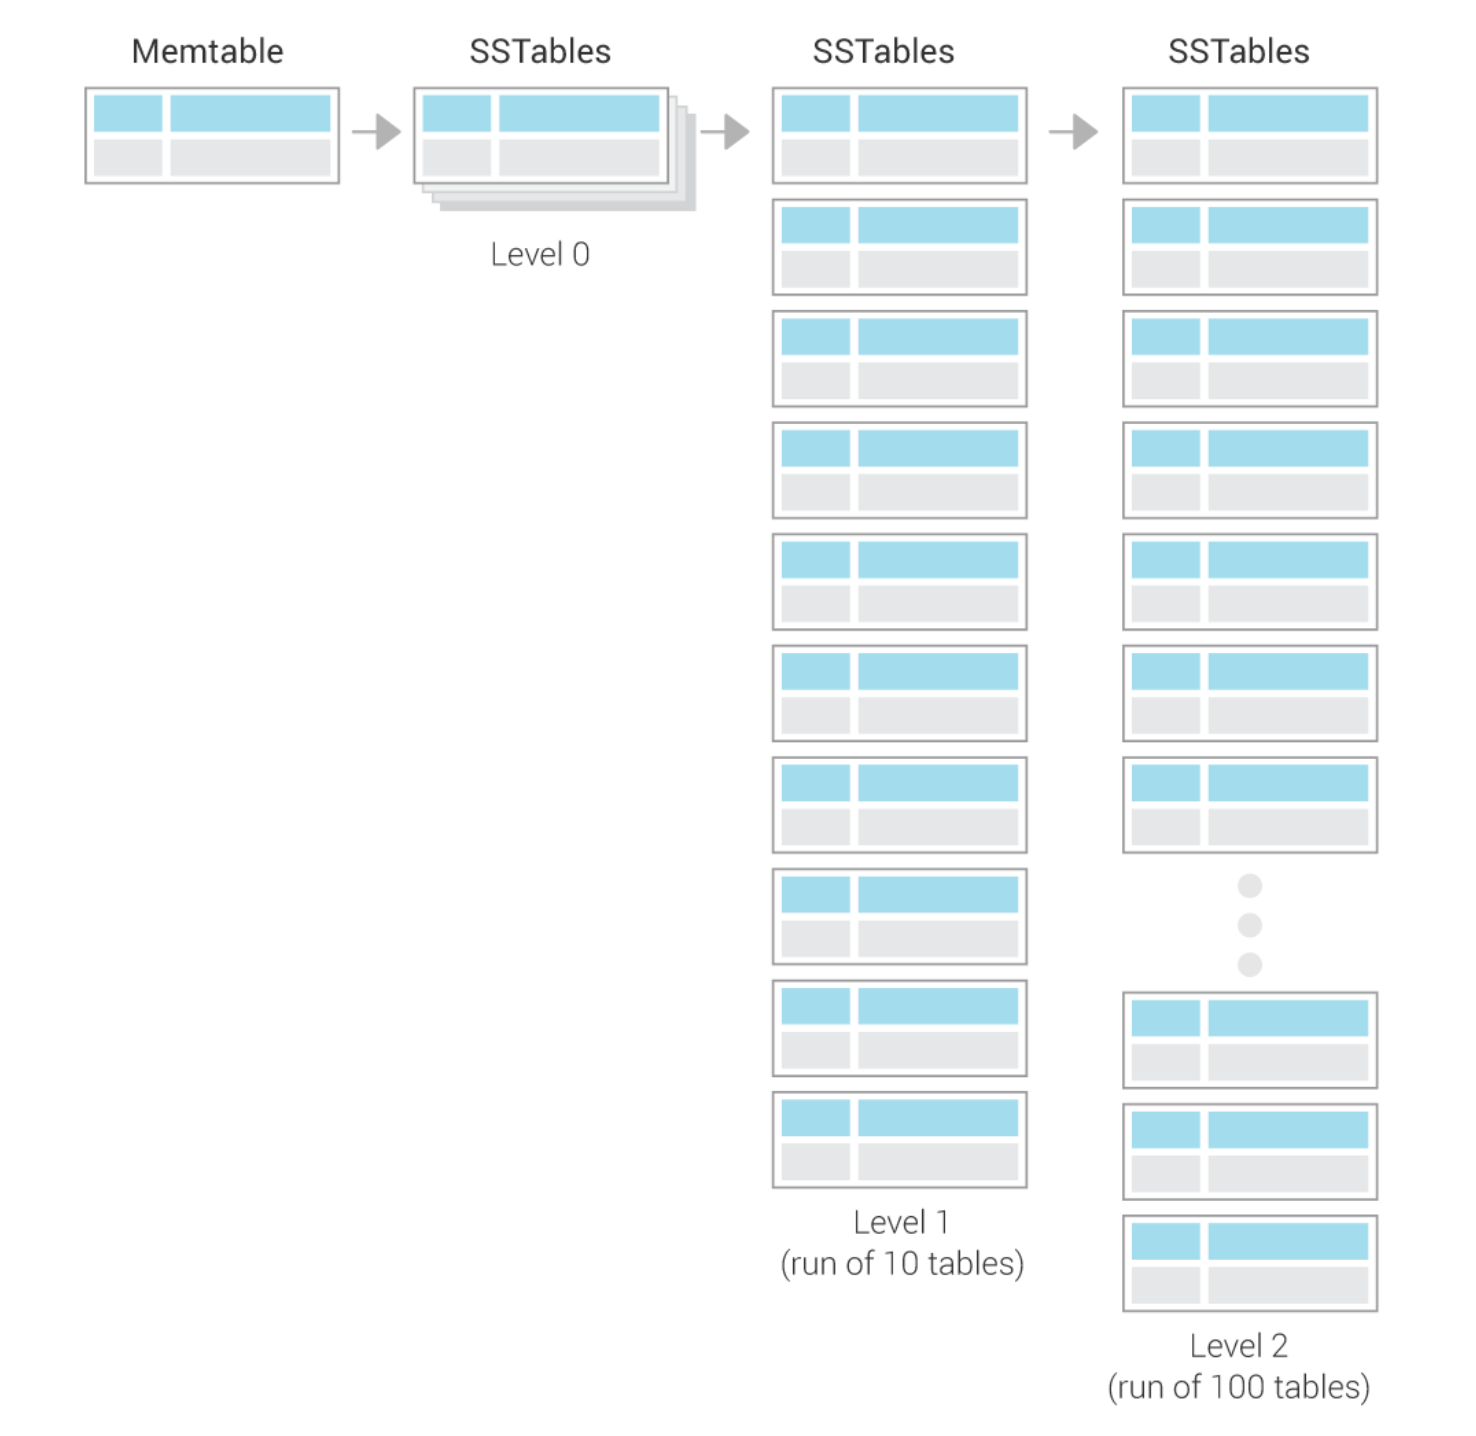 Memtable
SSTables
SSTables
SSTables
Level 0
Level 1
(run of 10 tables)
Level 2
(run of 100 tables)